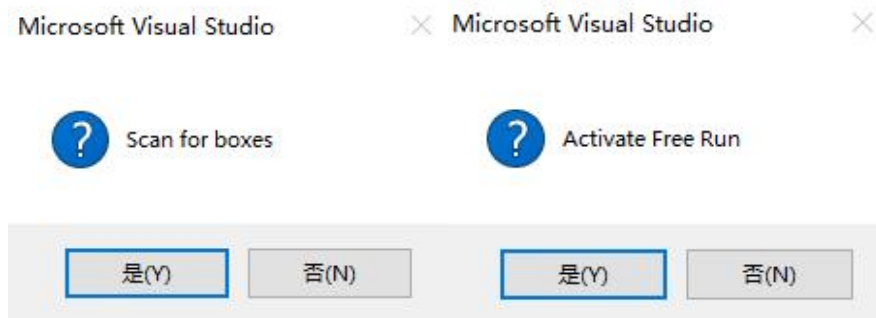 Microsoft Visual Studio
Scan for boxes
是(Y)
否(N)
Microsoft Visual Studio
Activate Free Run
是(Y)
否(N)